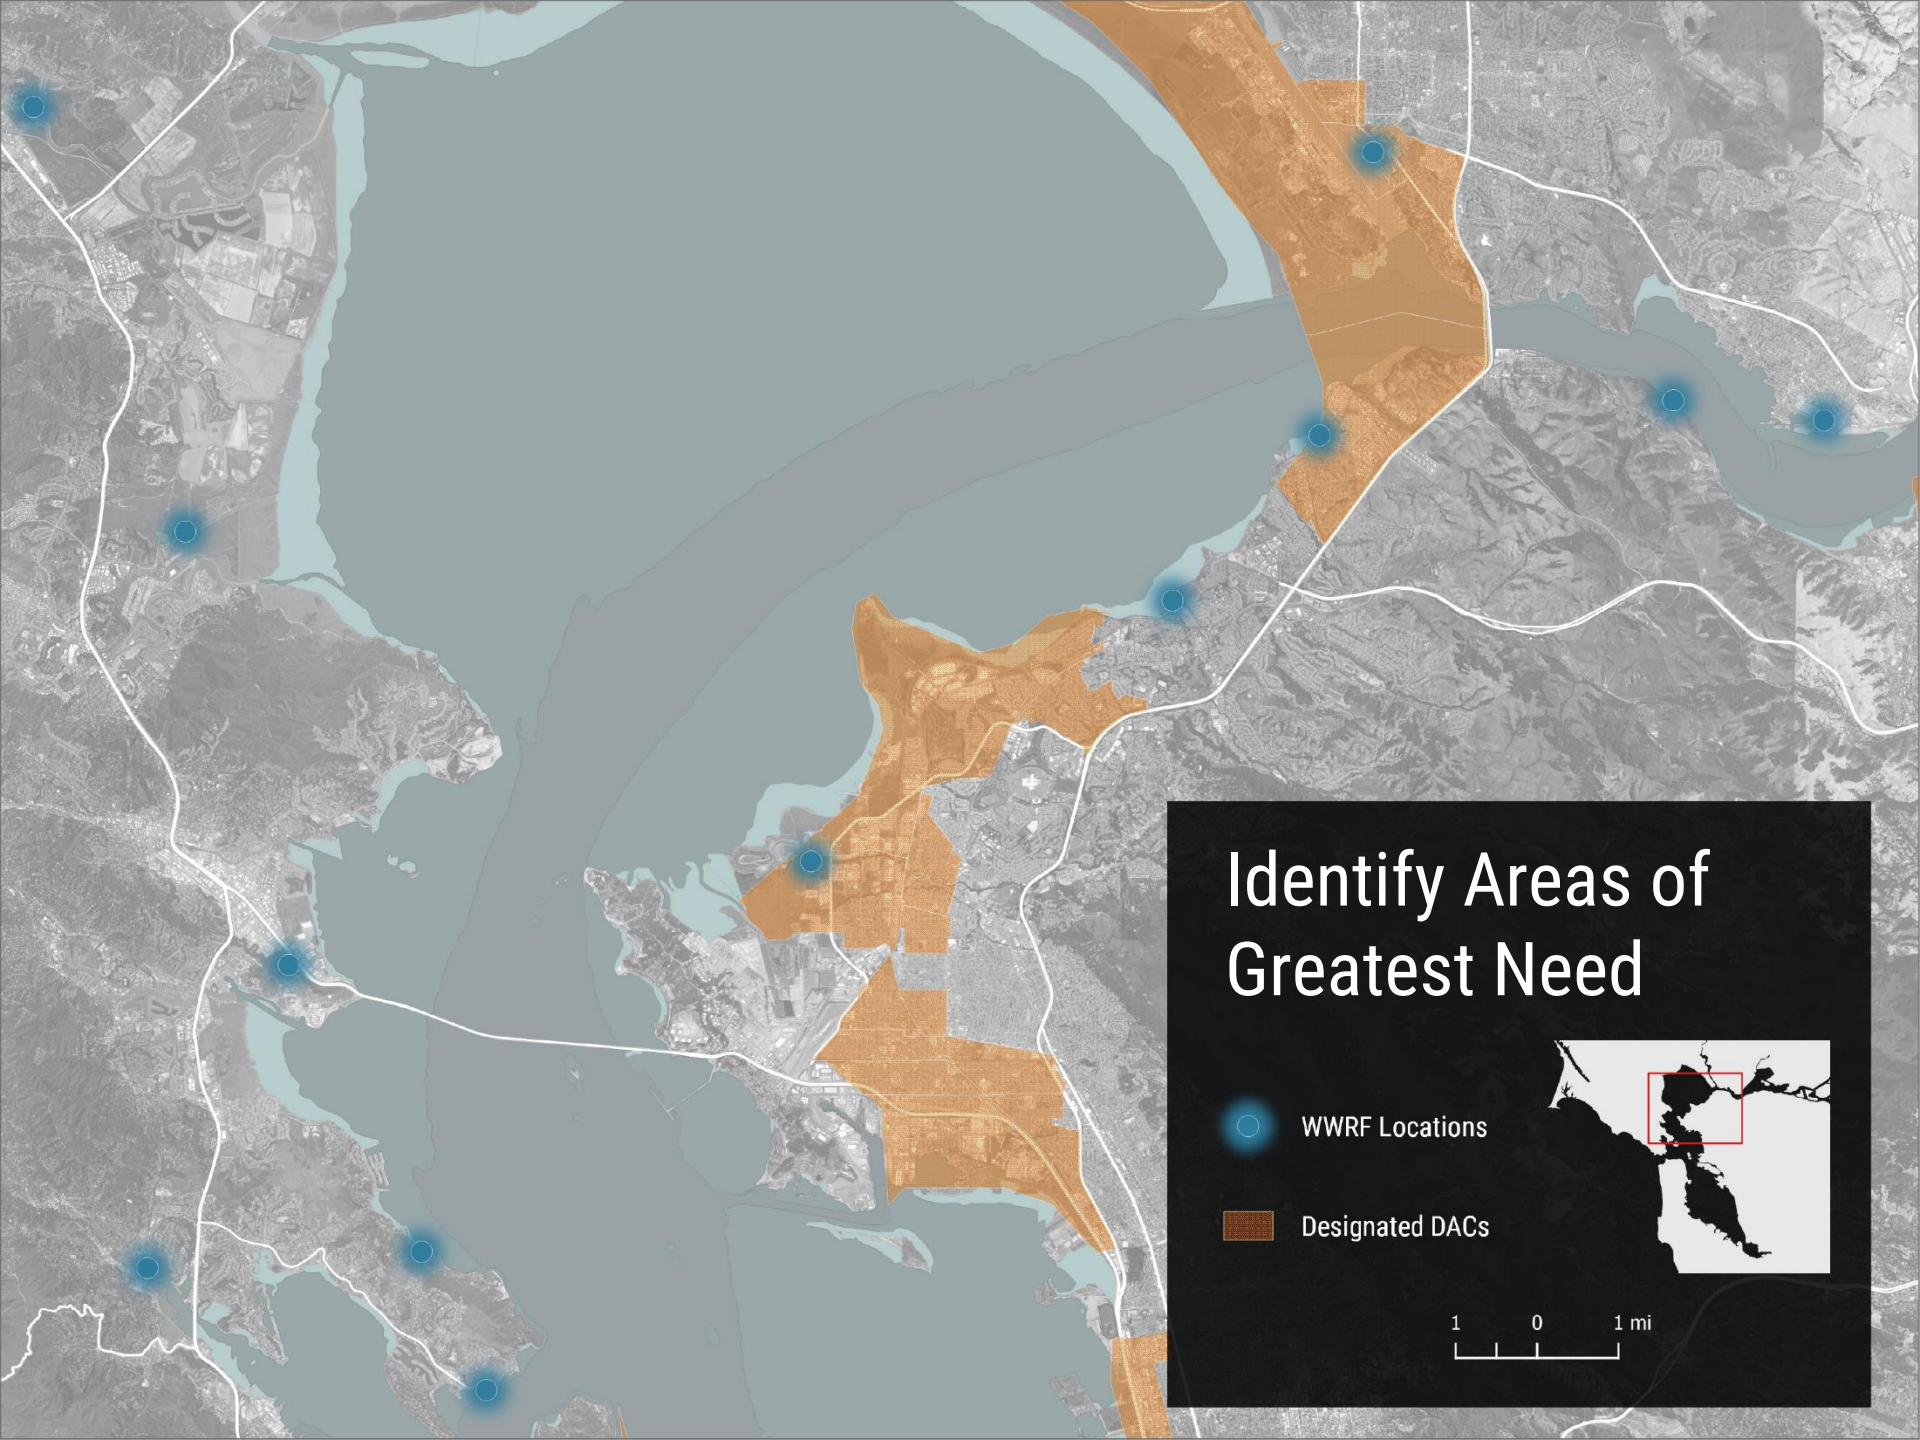 Identify Areas of
Greatest Need
WWRF Locations
Designated DACs
1 0 1 mi